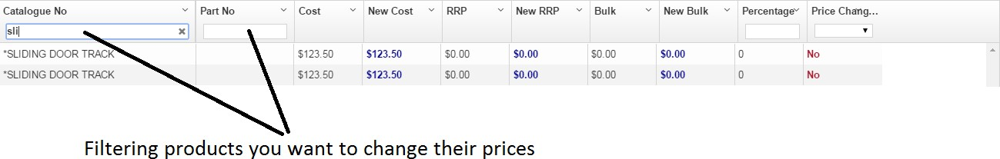 Catalogue No Part No Cost New Cost RRP New RRP Bulk New Bulk Percentage Price Chang...
sli
*SLIDING DOOR TRACK $123.50 $123.50 $0.00 $0.00 $0.00 $0.00 0 No
*SLIDING DOOR TRACK $123.50 $123.50 $0.00 $0.00 $0.00 $0.00 0 No
Filtering products you want to change their prices